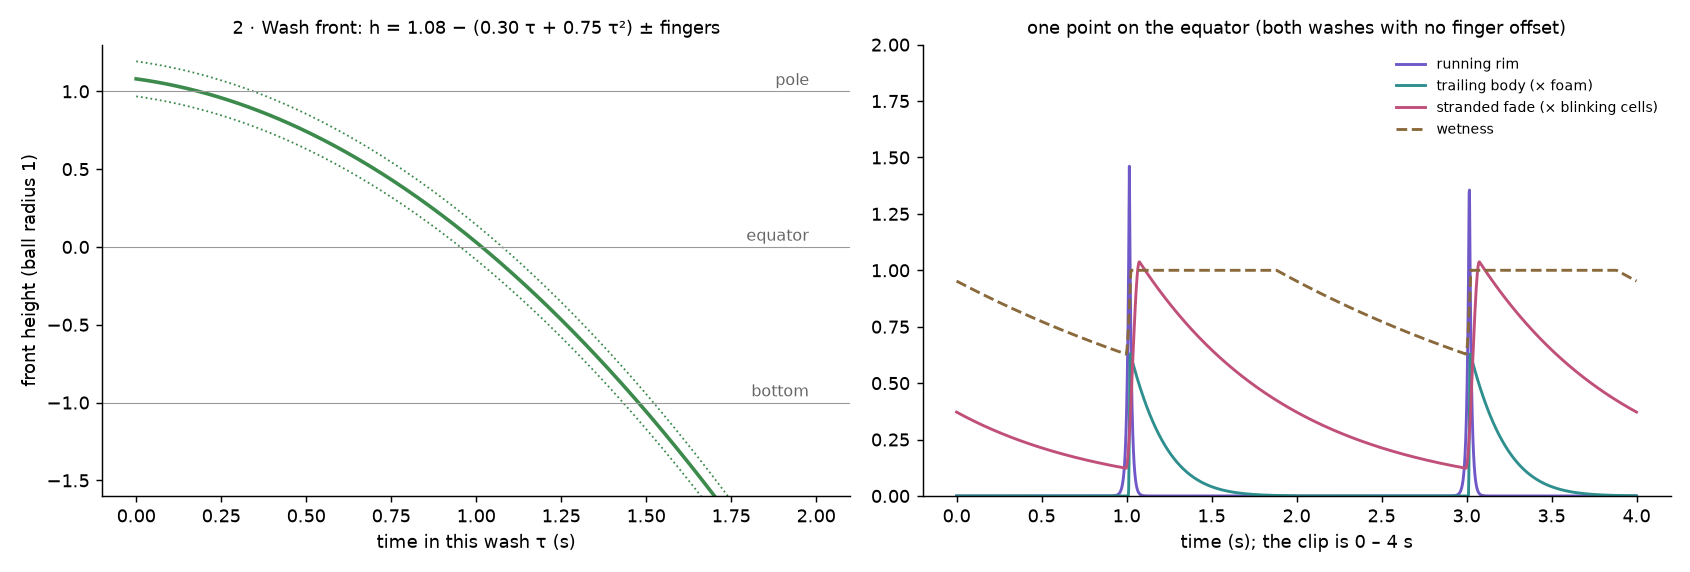 2 · Wash front: h = 1.08 − (0.30 τ + 0.75 τ²) ± fingers
front height (ball radius 1)
1.0
0.5
0.0
−0.5
−1.0
−1.5
pole
equator
bottom
0.00 0.25 0.50 0.75 1.00 1.25 1.50 1.75 2.00
time in this wash τ (s)
one point on the equator (both washes with no finger offset)
2.00
1.75
1.50
1.25
1.00
0.75
0.50
0.25
0.00
running rim
trailing body (× foam)
stranded fade (× blinking cells)
wetness
0.0 0.5 1.0 1.5 2.0 2.5 3.0 3.5 4.0
time (s); the clip is 0 – 4 s